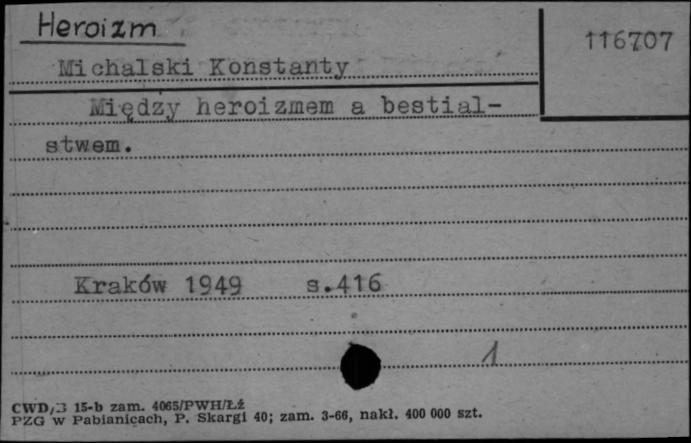 Heroizm
116707
Michalski Konstanty
Między heroizmem a bestial-
stwem.
Kraków 1949 s.416
1
CWD/3 15-b zam. 4065/PWH/Łź
PZG w Pabianicach, P. Skargi 40; zam. 3-66, nakł. 400 000 szt.